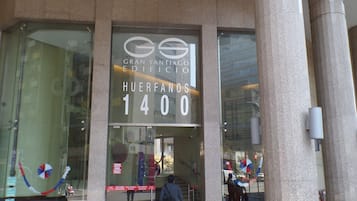 GS
GRAN SANTIAGO
EDIFICIO
HUERFANOS
1400